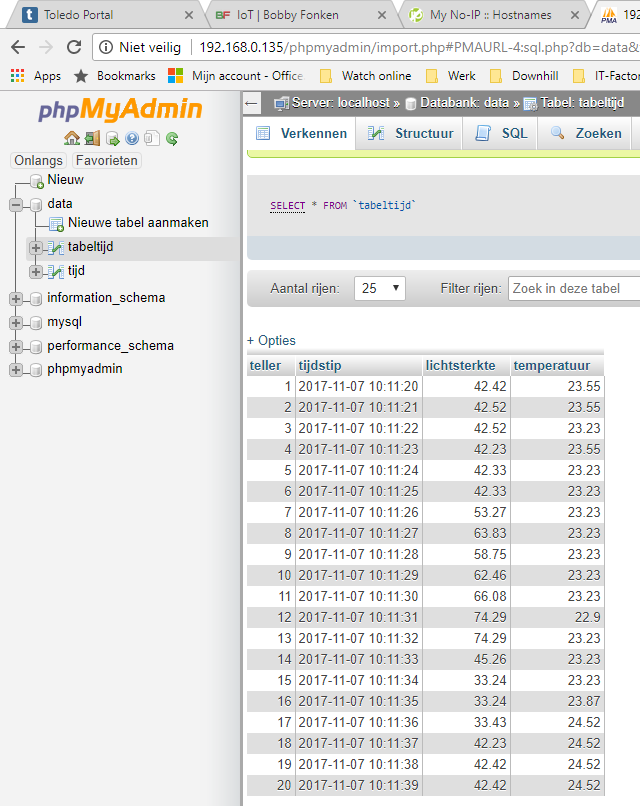 Toledo Portal IoT | Bobby Fonken My No-IP :: Hostnames 192
Niet veilig 192.168.0.135/phpmyadmin/import.php#PMAURL-4:sql.php?db=data&
Apps Bookmarks Mijn account - Office Watch online Werk Downhill IT-Factor
phpMyAdmin
Onlangs Favorieten
Nieuw
data
Nieuwe tabel aanmaken
tabeltijd
tijd
information_schema
mysql
performance_schema
phpmyadmin
Server: localhost » Databank: data » Tabel: tabeltijd
Verkennen Structuur SQL Zoeken
SELECT * FROM `tabeltijd`
Aantal rijen: 25 Filter rijen: Zoek in deze tabel
+ Opties
teller tijdstip lichtsterkte temperatuur
1 2017-11-07 10:11:20 42.42 23.55
2 2017-11-07 10:11:21 42.52 23.55
3 2017-11-07 10:11:22 42.52 23.23
4 2017-11-07 10:11:23 42.23 23.55
5 2017-11-07 10:11:24 42.33 23.23
6 2017-11-07 10:11:25 42.33 23.23
7 2017-11-07 10:11:26 53.27 23.23
8 2017-11-07 10:11:27 63.83 23.23
9 2017-11-07 10:11:28 58.75 23.23
10 2017-11-07 10:11:29 62.46 23.23
11 2017-11-07 10:11:30 66.08 23.23
12 2017-11-07 10:11:31 74.29 22.9
13 2017-11-07 10:11:32 74.29 23.23
14 2017-11-07 10:11:33 45.26 23.23
15 2017-11-07 10:11:34 33.24 23.23
16 2017-11-07 10:11:35 33.24 23.87
17 2017-11-07 10:11:36 33.43 24.52
18 2017-11-07 10:11:37 42.23 24.52
19 2017-11-07 10:11:38 42.42 24.52
20 2017-11-07 10:11:39 42.42 24.52